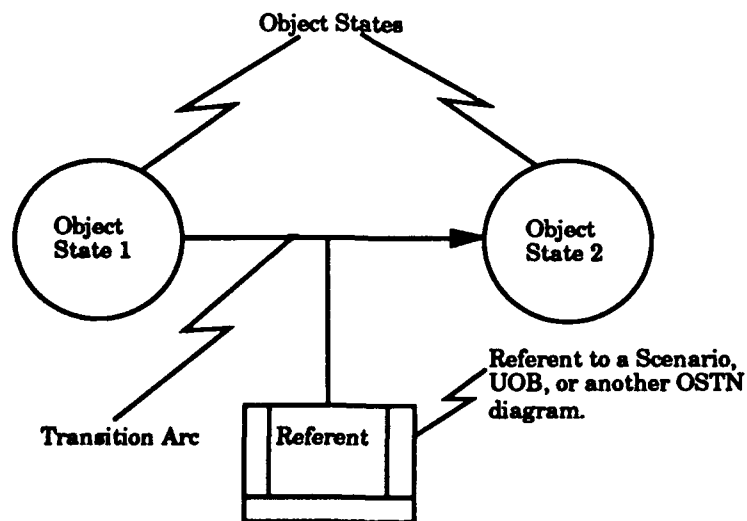 Object States
Object
State 1
Object
State 2
Referent to a Scenario,
UOB, or another OSTN
diagram.
Transition Arc
Referent